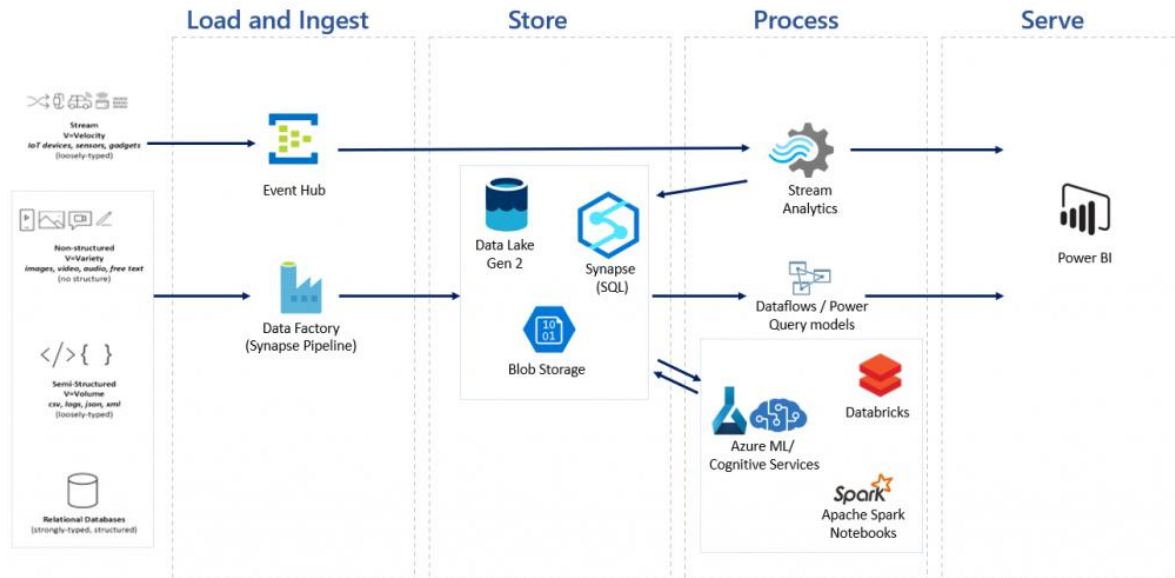 Load and Ingest
Store
Process
Serve
Stream
V=Velocity
IoT devices, sensors, gadgets
(loosely-typed)
Event Hub
Stream
Analytics
Non-structured
V=Variety
images, video, audio, free text
(no structure)
Data Factory
(Synapse Pipeline)
Data Lake
Gen 2
Synapse
(SQL)
10
01
Blob Storage
Dataflows / Power
Query models
Power BI
</>{ }
Semi-Structured
V=Volume
csv, logs, json, xml
(loosely-typed)
Azure ML/
Cognitive Services
Databricks
Spark
Apache Spark
Notebooks
Relational Databases
(strongly-typed, structured)